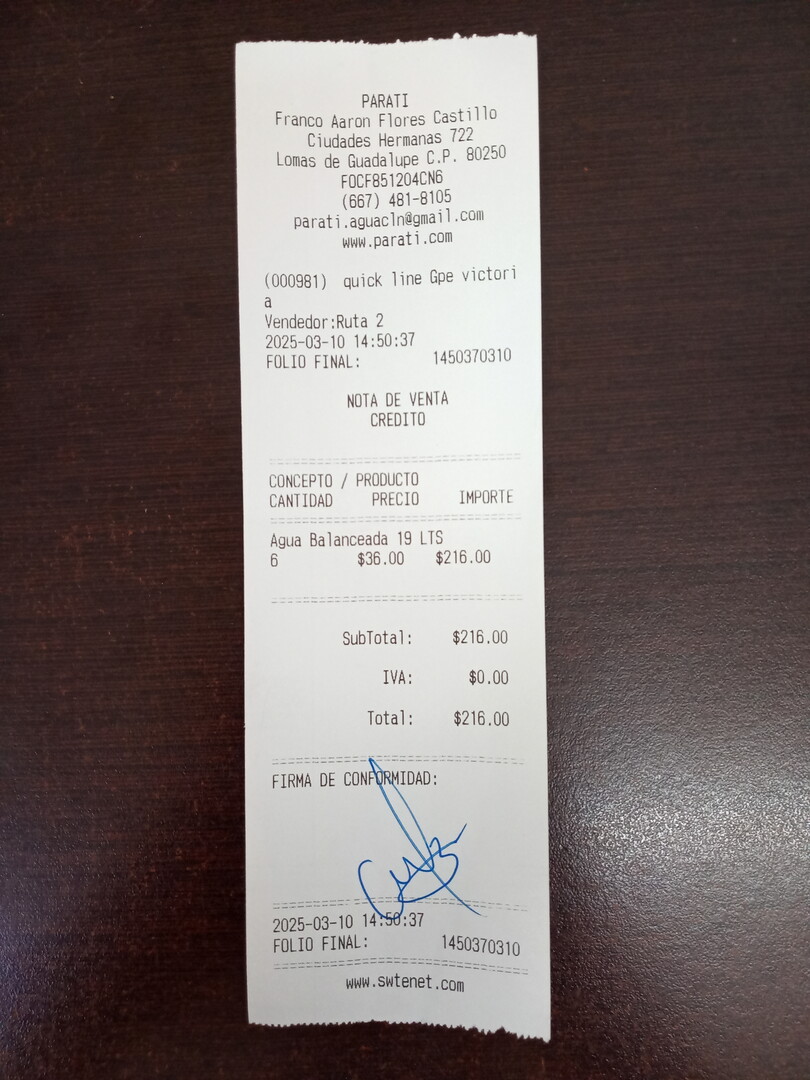 PARATI
Franco Aaron Flores Castillo
Ciudades Hermanas 722
Lomas de Guadalupe C.P. 80250
FOCF851204CN6
(667) 481-8105
parati.aguacln@gmail.com
www.parati.com
(000981) quick line Gpe victori
a
Vendedor:Ruta 2
2025-03-10 14:50:37
FOLIO FINAL: 1450370310
NOTA DE VENTA
CREDITO
CONCEPTO / PRODUCTO
CANTIDAD PRECIO IMPORTE
Agua Balanceada 19 LTS
6 $36.00 $216.00
SubTotal: $216.00
IVA: $0.00
Total: $216.00
FIRMA DE CONFORMIDAD:
2025-03-10 14:50:37
FOLIO FINAL: 1450370310
www.swtenet.com